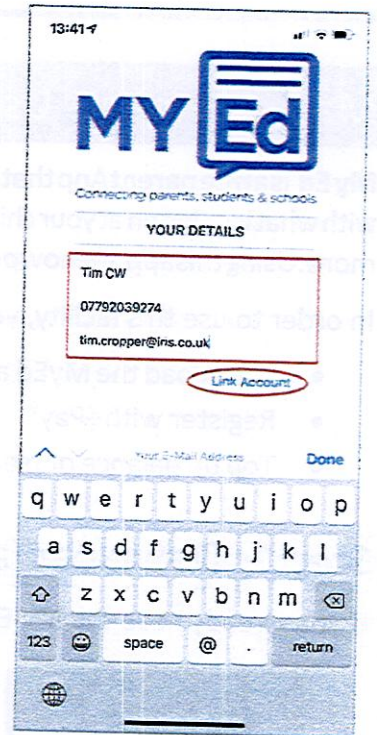 13:41
MY Ed
Connecting parents, students & schools
YOUR DETAILS
Tim CW
07792039274
tim.cropper@ins.co.uk
Link Account
Your E-Mail Address Done
q w e r t y u i o p
a s d f g h j k l
z x c v b n m
123 space @ . return